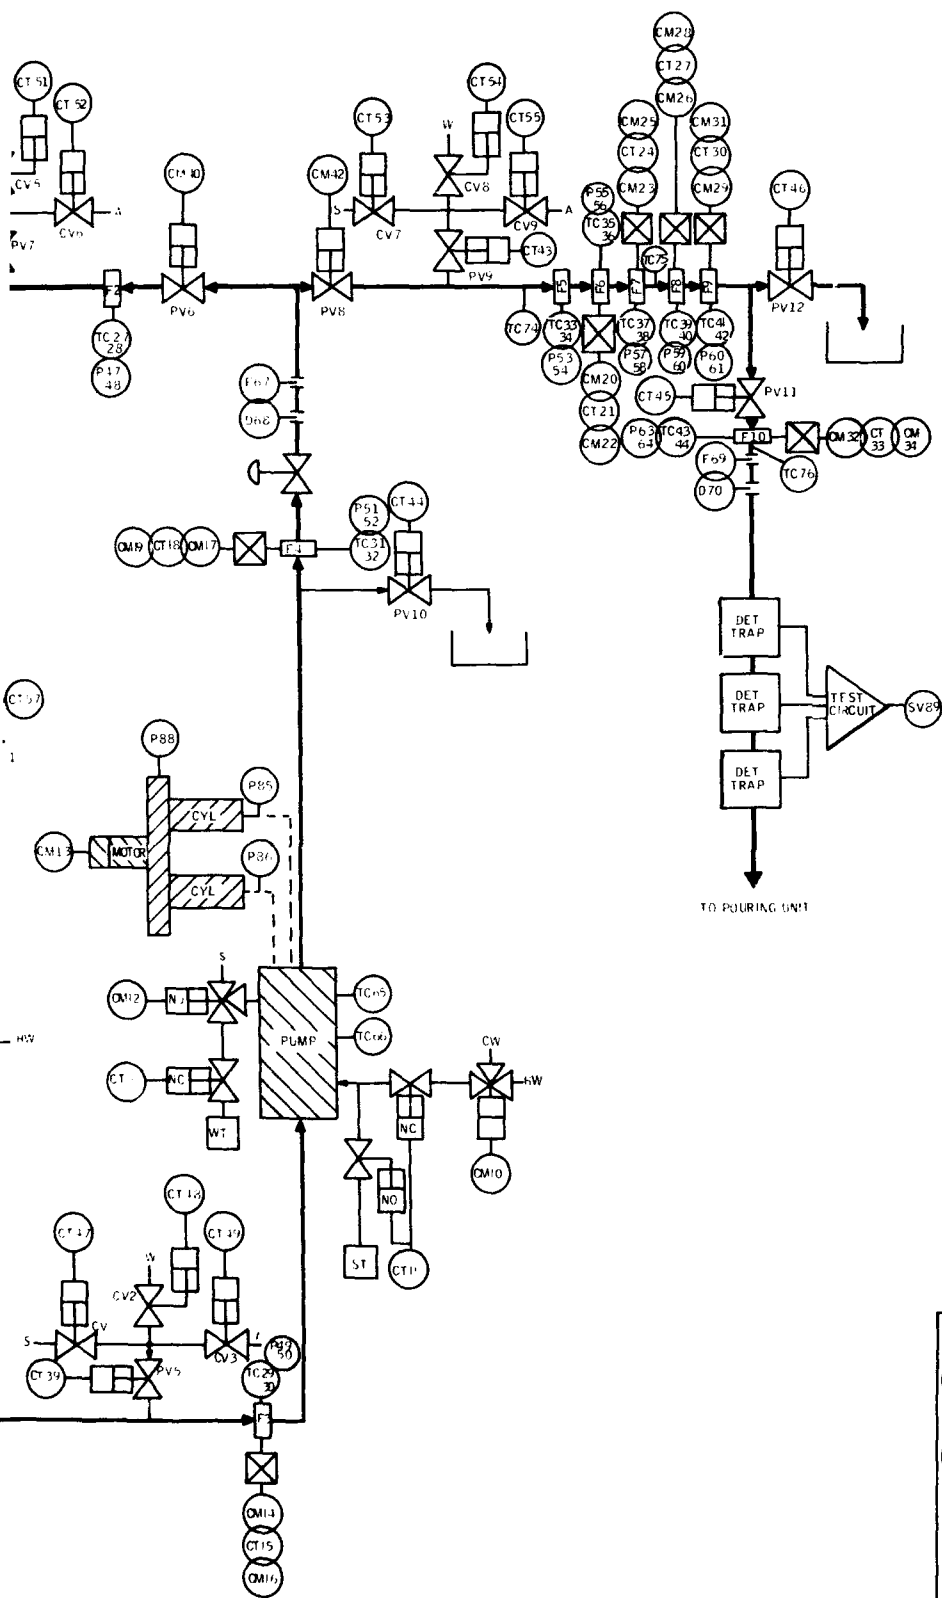 CM28
CT27
CM26
CT51
CT52
CT53
CT54
CT55
CM25
CT24
CM23
CM31
CT30
CM29
W
CV5
CV6
A
CM42
S
CV7
CV8
CV9
A
P55
56
TC35
36
CT46
PV7
PV9
CT43
TC75
F2
PV6
PV8
F5
F6
F7
F8
F9
PV12
TC27
28
P47
48
TC74
TC33
34
P53
54
TC37
38
P57
58
TC39
40
P59
60
TC41
42
P60
61
F67
D68
CM20
CT21
CM22
CT45
PV11
P63
64
TC43
44
F10
CM32
CT
33
CM
34
F69
D70
TC76
P51
52
CT44
CM19
CT18
CM17
F4
TC31
32
PV10
DET
TRAP
DET
TRAP
DET
TRAP
TEST
CIRCUIT
SV89
CT57
1
P88
P85
CYL
CM13
MOTOR
P86
CYL
TO POURING UNIT
S
CM12
TC65
HW
PUMP
TC66
CW
HW
NC
WT
NC
CM10
NO
ST
CT11
CT47
CT48
CT49
W
CV2
S
CV
CV3
P49
50
CT39
PV5
TC29
30
F3
CM14
CT15
CM16